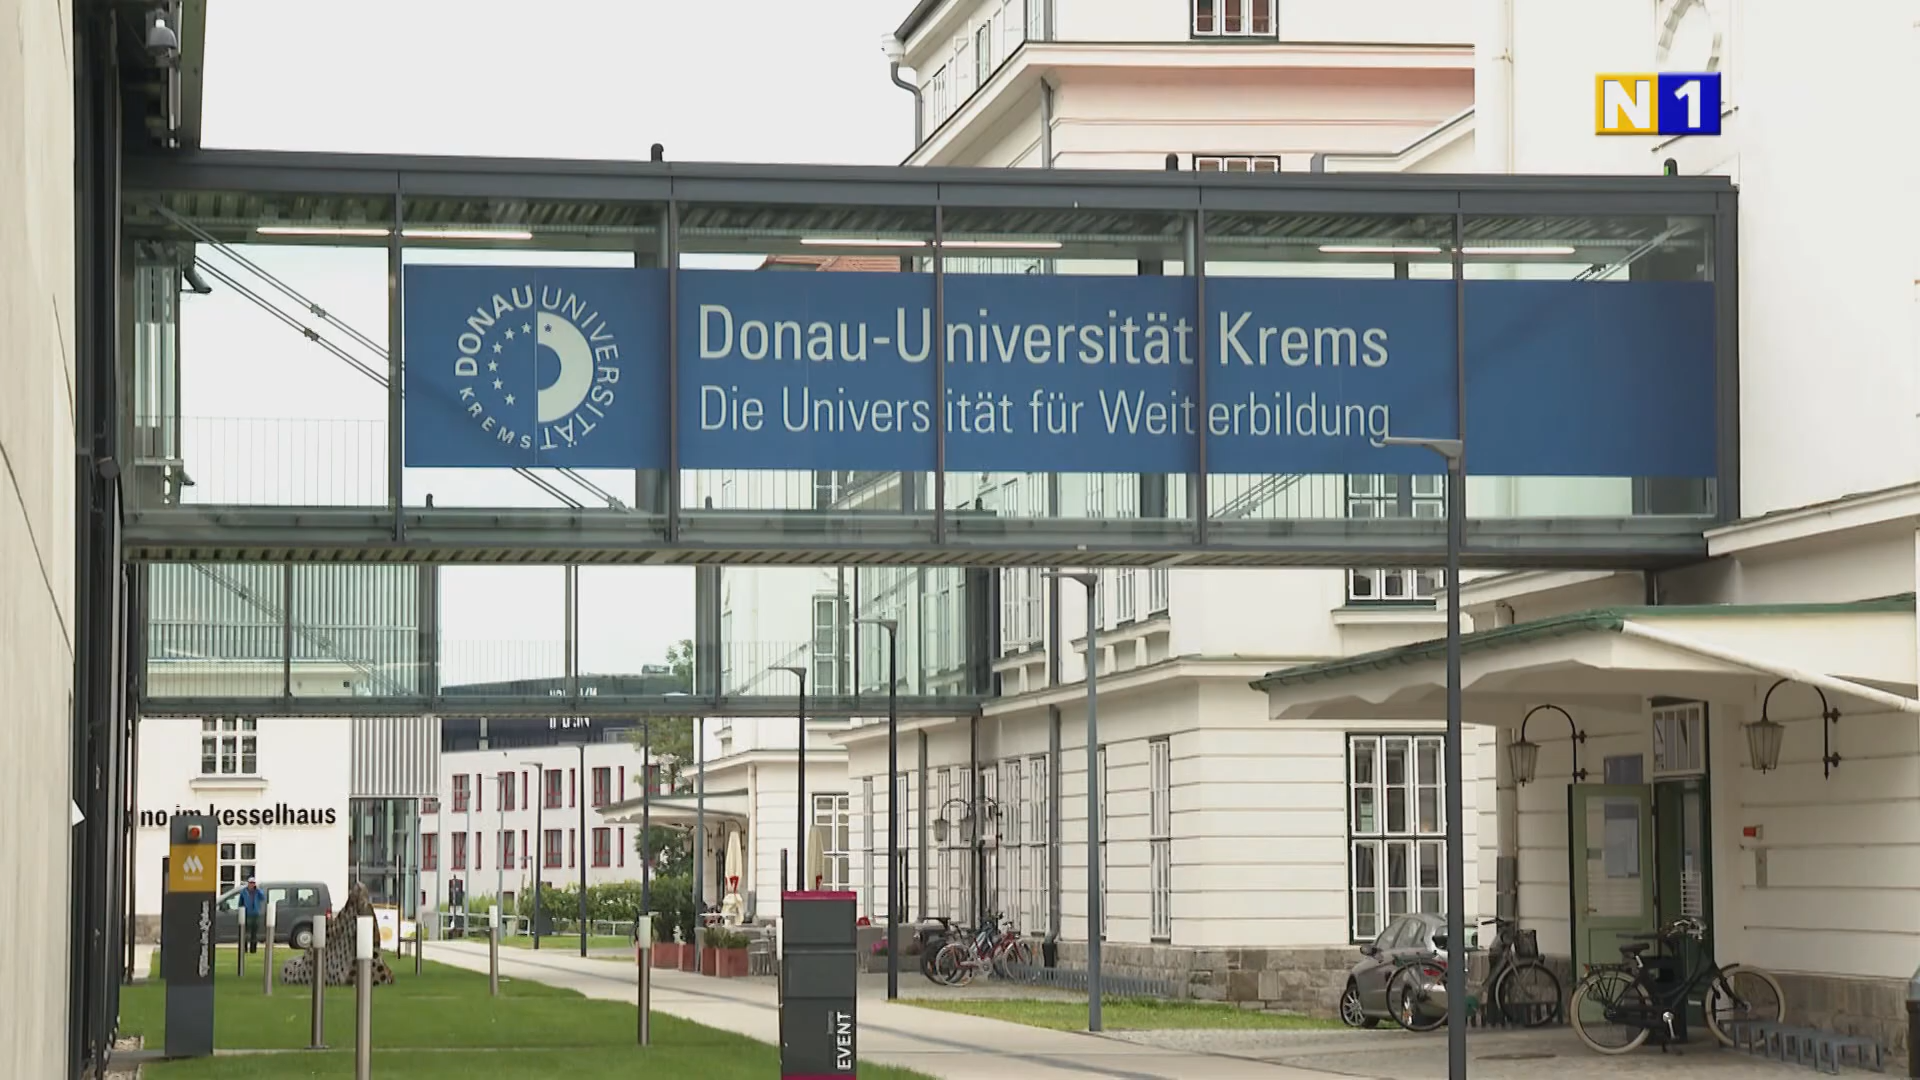 N1
DONAU UNIVERSITÄT KREMS
Donau-Universität Krems
Die Universität für Weiterbildung
no im kesselhaus
EVENT